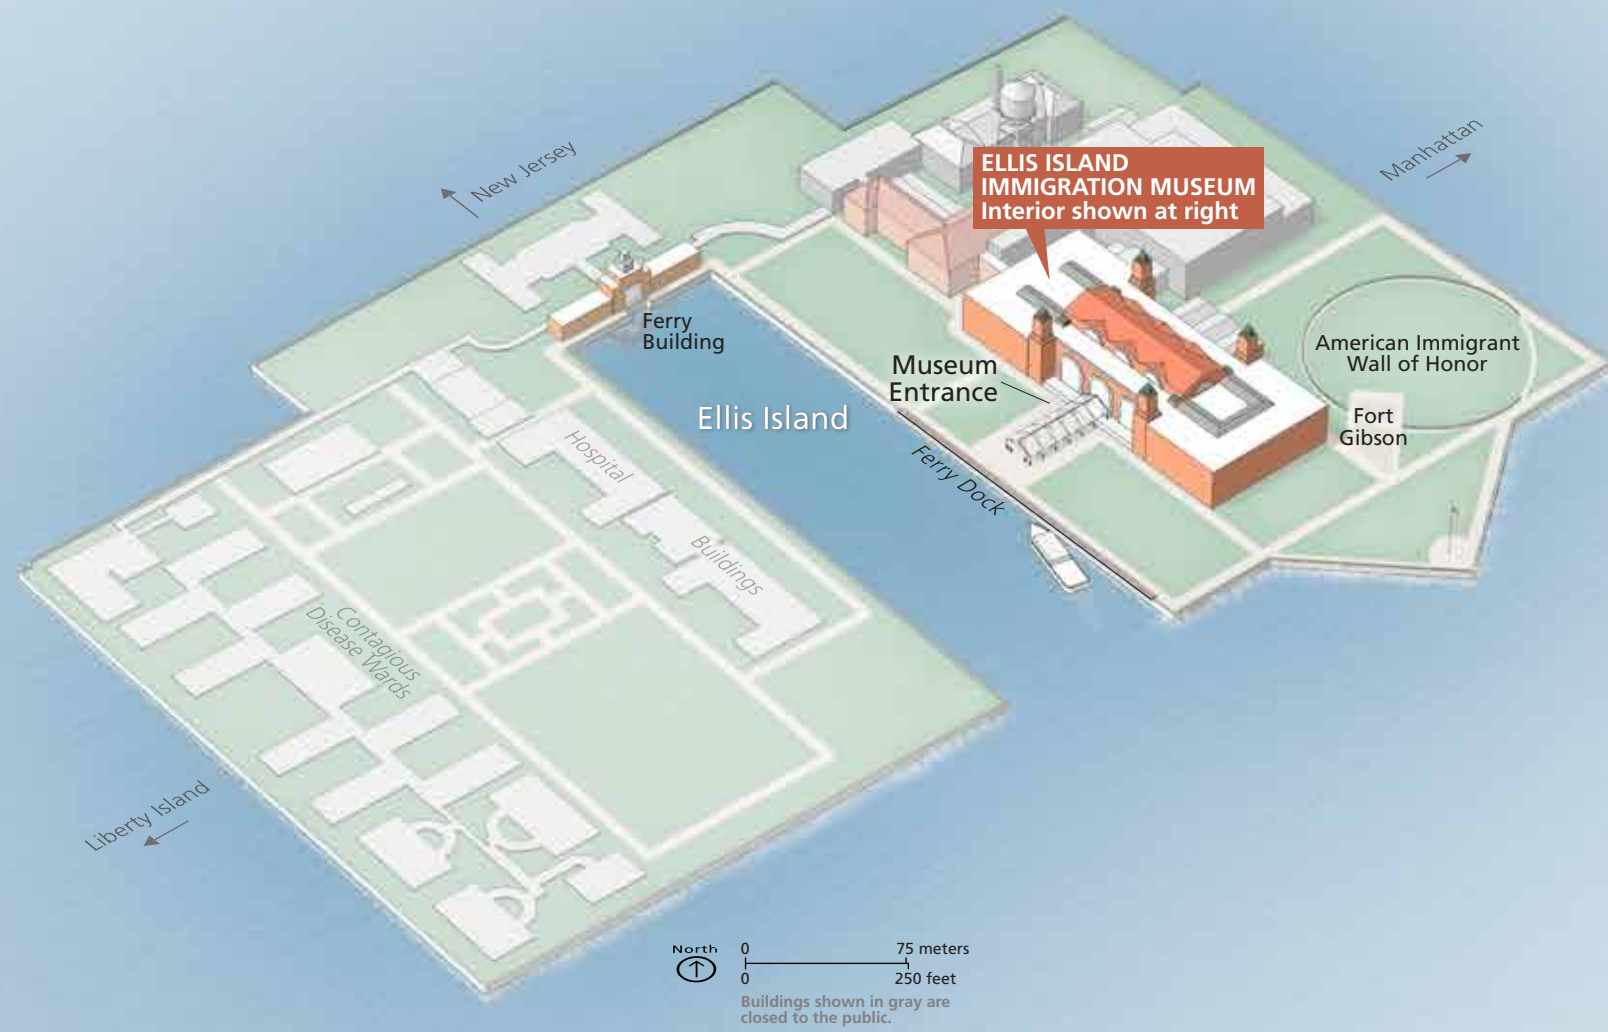 New Jersey
Manhattan
ELLIS ISLAND
IMMIGRATION MUSEUM
Interior shown at right
Ferry
Building
American Immigrant
Wall of Honor
Museum
Entrance
Ellis Island
Fort
Gibson
Hospital
Ferry Dock
Buildings
Contagious
Disease Wards
Liberty Island
North
0
75 meters
0
250 feet
Buildings shown in gray are
closed to the public.